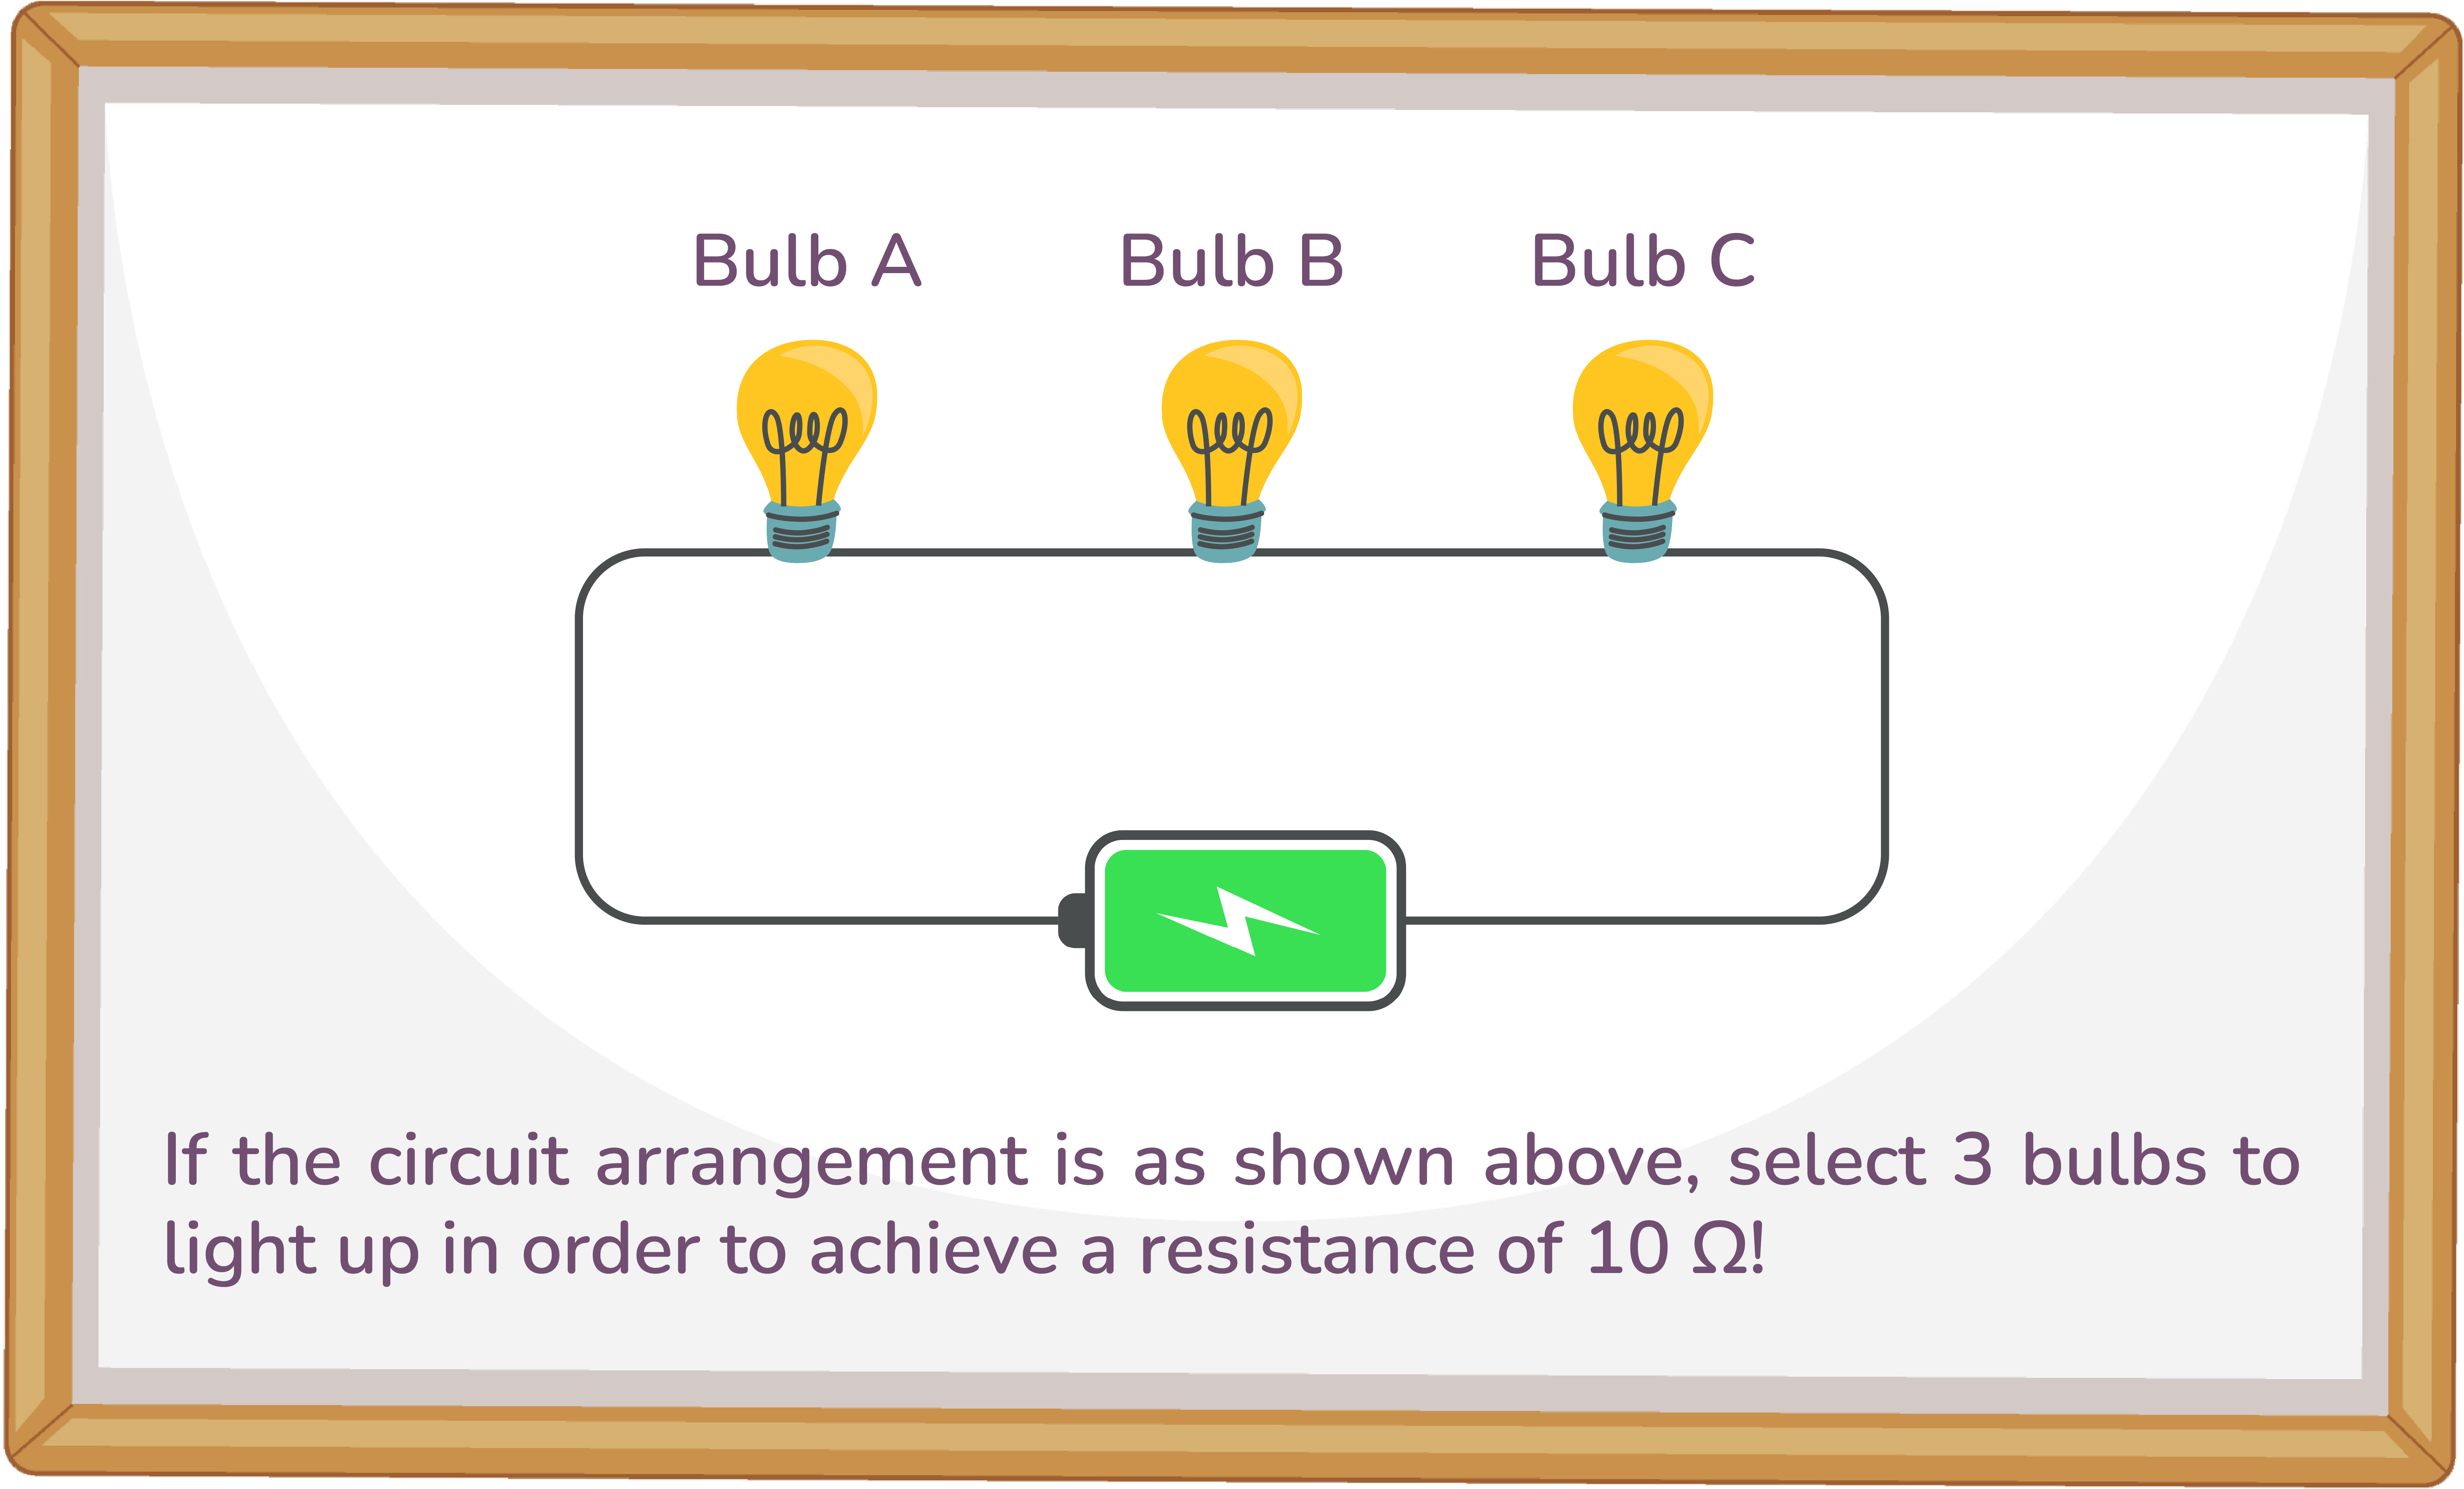 Bulb A Bulb B Bulb C
If the circuit arrangement is as shown above, select 3 bulbs to
light up in order to achieve a resistance of 10 Ω!